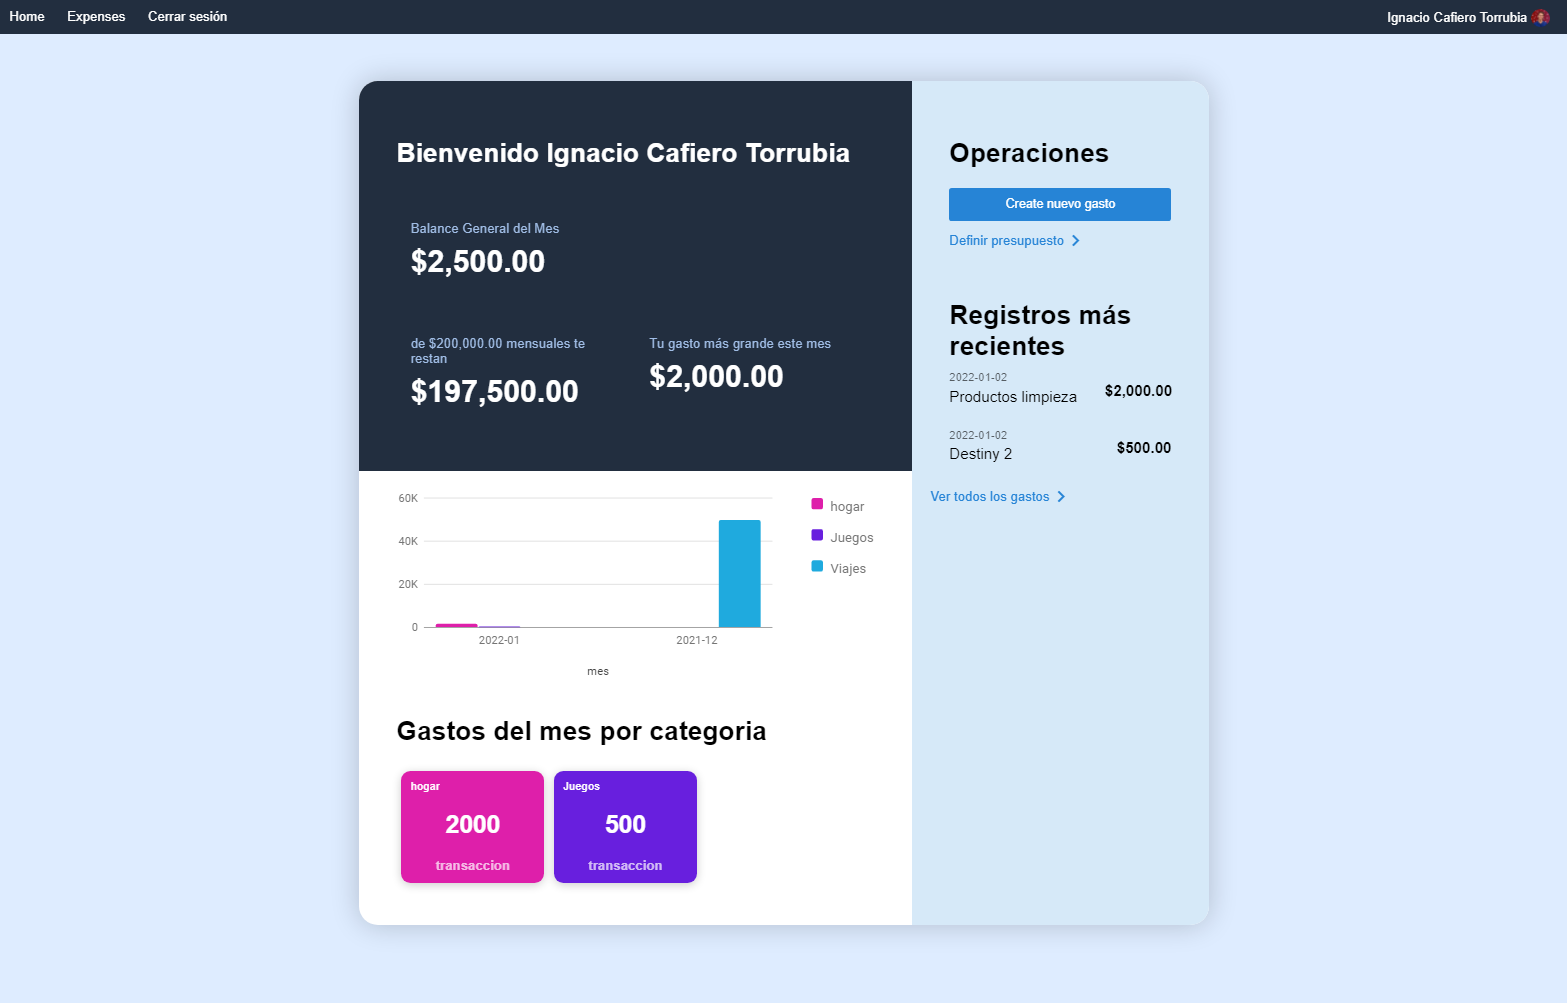 Home Expenses Cerrar sesión Ignacio Cafiero Torrubia
Bienvenido Ignacio Cafiero Torrubia
Balance General del Mes
$2,500.00
de $200,000.00 mensuales te
restan
$197,500.00
Tu gasto más grande este mes
$2,000.00
60K
40K
20K
0
2022-01 2021-12
mes
hogar
Juegos
Viajes
Gastos del mes por categoria
hogar
2000
transaccion
Juegos
500
transaccion
Operaciones
Create nuevo gasto
Definir presupuesto
Registros más
recientes
2022-01-02
Productos limpieza $2,000.00
2022-01-02
Destiny 2 $500.00
Ver todos los gastos